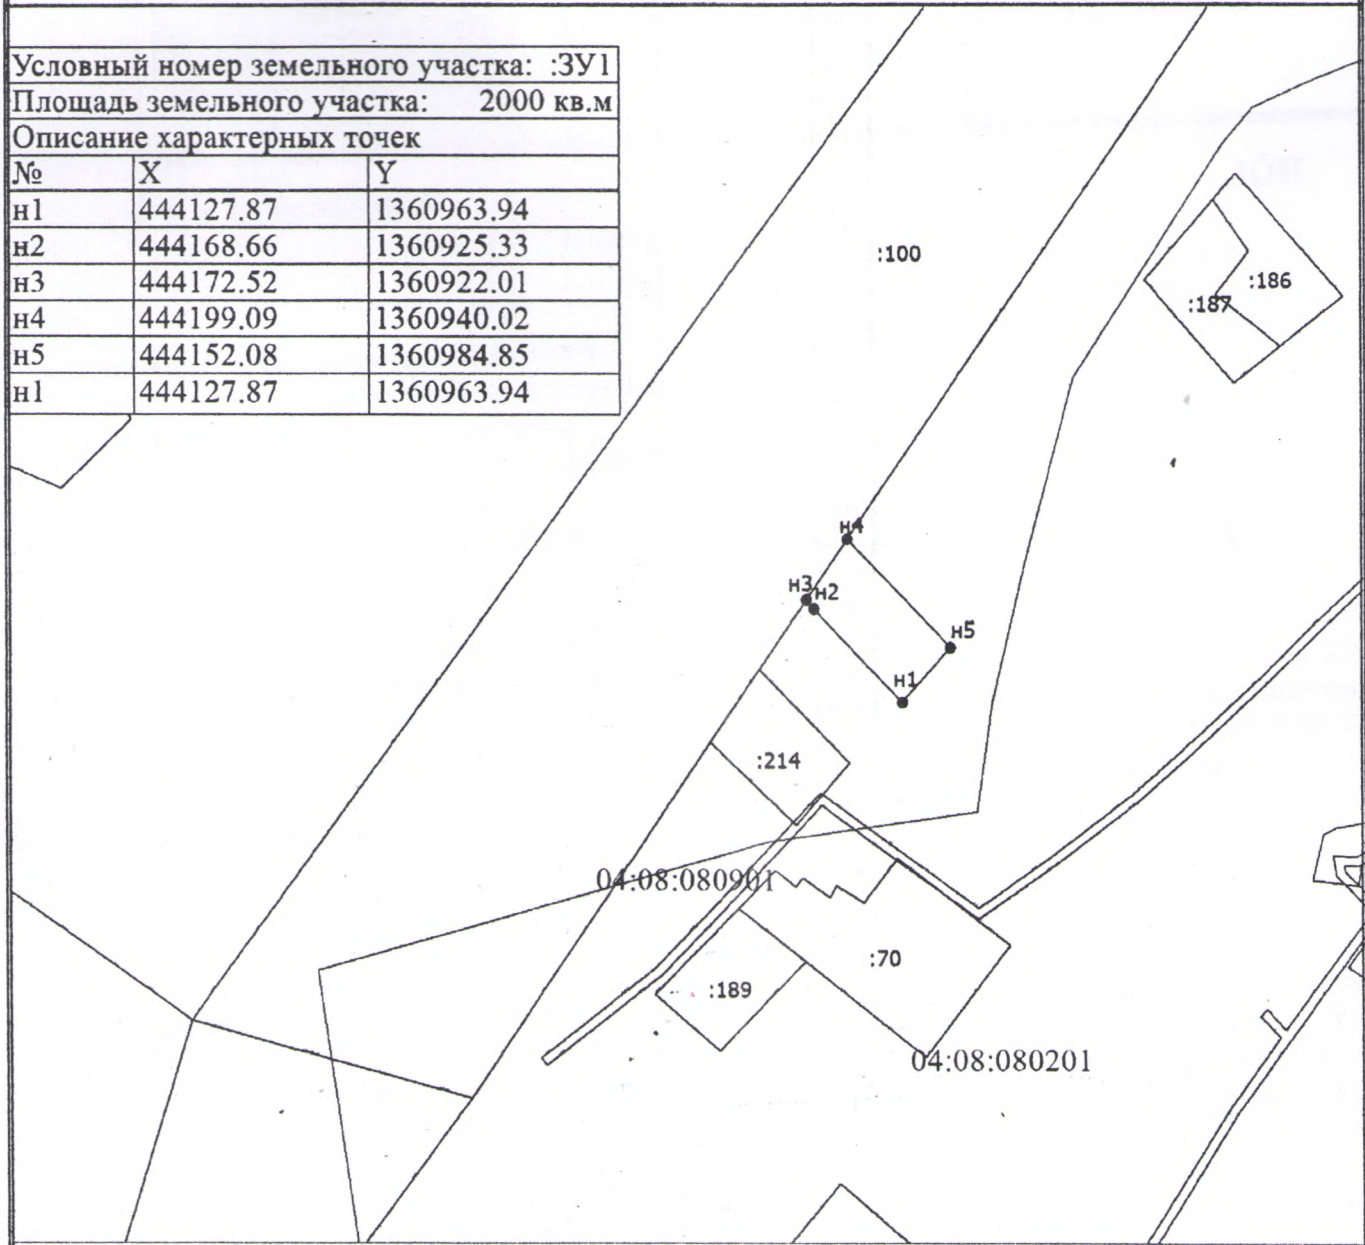 Условный номер земельного участка: :ЗУ1
Площадь земельного участка: 2000 кв.м
Описание характерных точек
№ X Y
н1 444127.87 1360963.94
н2 444168.66 1360925.33
н3 444172.52 1360922.01
н4 444199.09 1360940.02
н5 444152.08 1360984.85
н1 444127.87 1360963.94
:100
:186
:187
н4
н3
н2
н5
н1
:214
04:08:080901
:70
:189
04:08:080201